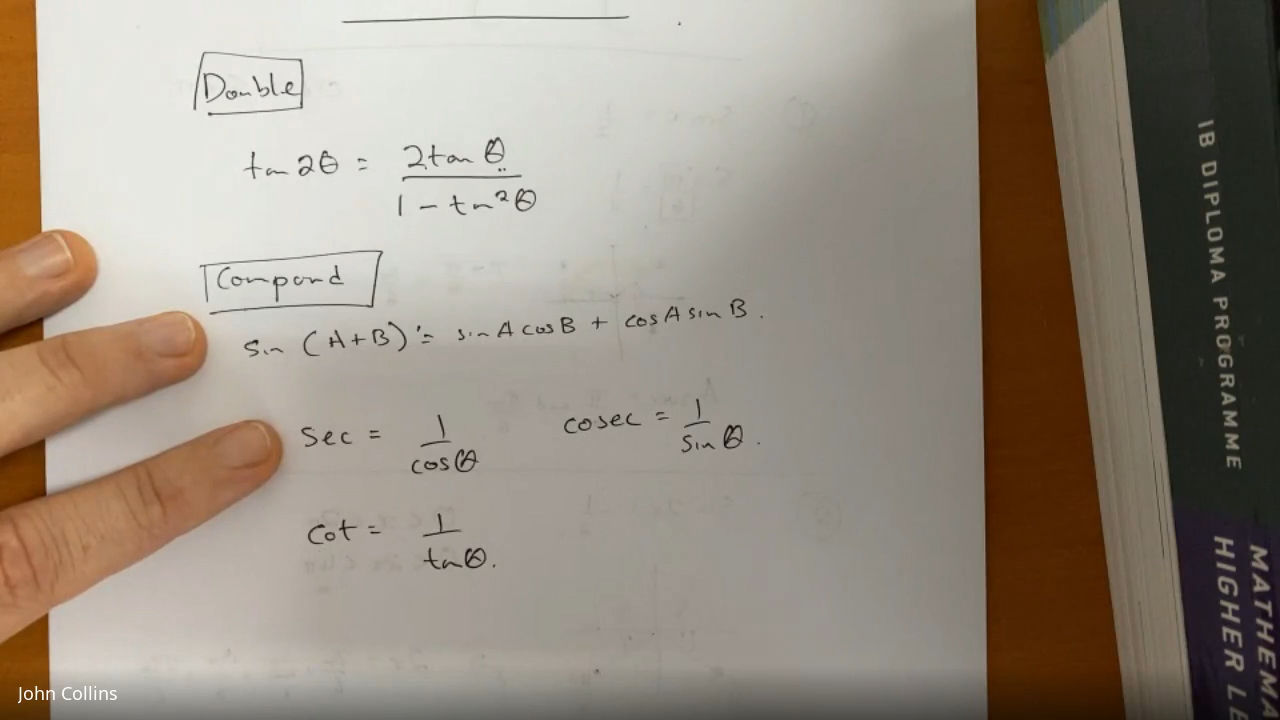 Double
tan 2θ = 2tan θ / 1 - tan²θ
Compound
sin (A+B) = sin A cos B + cos A sin B.
sec = 1 / cos θ   cosec = 1 / sin θ.
cot = 1 / tan θ.
IB DIPLOMA PROGRAMME
MATHEMA
HIGHER LE
John Collins